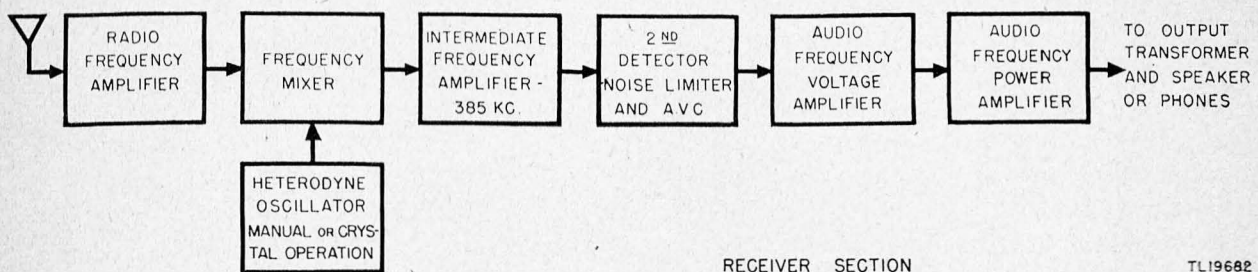 RADIO
FREQUENCY
AMPLIFIER
FREQUENCY
MIXER
INTERMEDIATE
FREQUENCY
AMPLIFIER -
385 KC.
2 ND
DETECTOR
NOISE LIMITER
AND A.V.C
AUDIO
FREQUENCY
VOLTAGE
AMPLIFIER
AUDIO
FREQUENCY
POWER
AMPLIFIER
TO OUTPUT
TRANSFORMER
AND SPEAKER
OR PHONES
HETERODYNE
OSCILLATOR
MANUAL OR CRYS-
TAL OPERATION
RECEIVER SECTION
TL19682